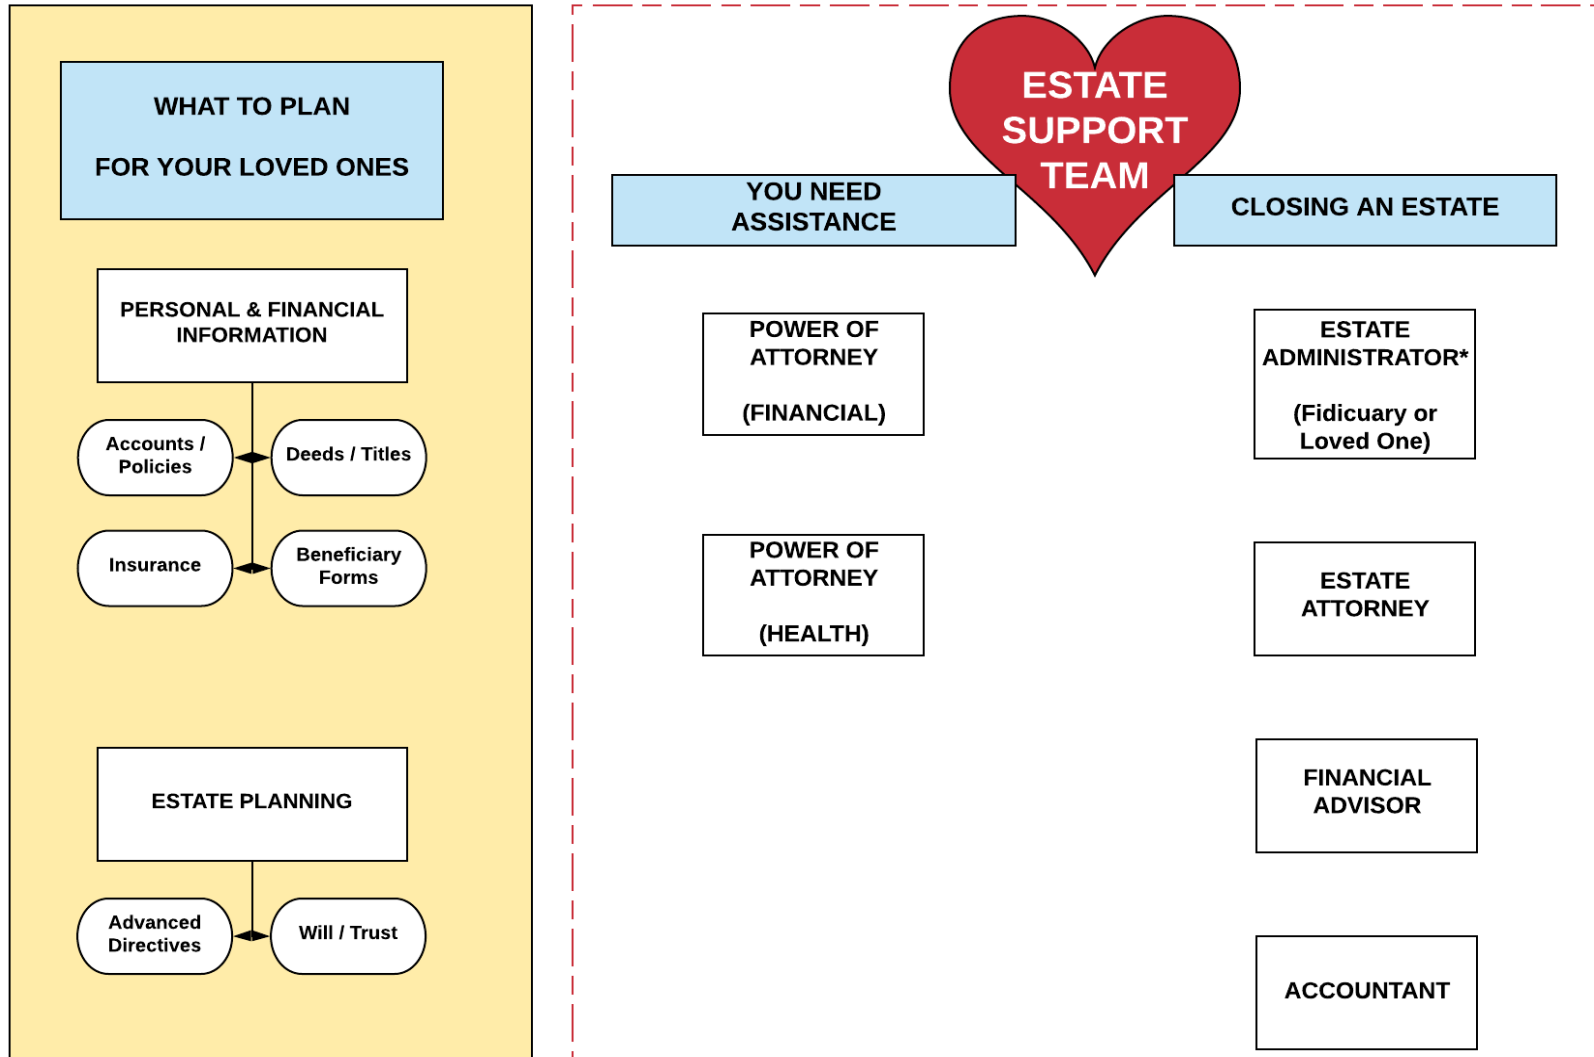 WHAT TO PLAN
FOR YOUR LOVED ONES
PERSONAL & FINANCIAL
INFORMATION
Accounts /
Policies
Deeds / Titles
Insurance
Beneficiary
Forms
ESTATE PLANNING
Advanced
Directives
Will / Trust
ESTATE
SUPPORT
TEAM
YOU NEED
ASSISTANCE
POWER OF
ATTORNEY
(FINANCIAL)
POWER OF
ATTORNEY
(HEALTH)
CLOSING AN ESTATE
ESTATE
ADMINISTRATOR*
(Fidicuary or
Loved One)
ESTATE
ATTORNEY
FINANCIAL
ADVISOR
ACCOUNTANT